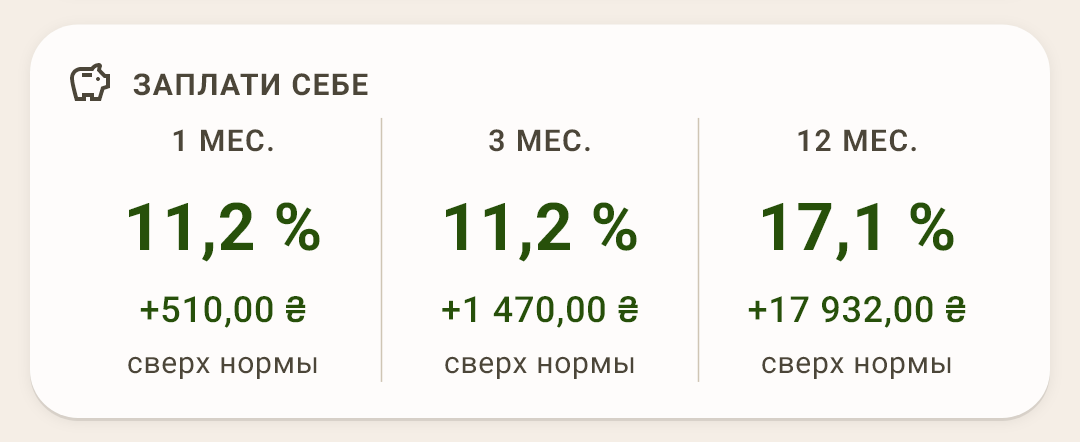 ЗАПЛАТИ СЕБЕ
1 МЕС.
11,2 %
+510,00 ₴
сверх нормы
3 МЕС.
11,2 %
+1 470,00 ₴
сверх нормы
12 МЕС.
17,1 %
+17 932,00 ₴
сверх нормы